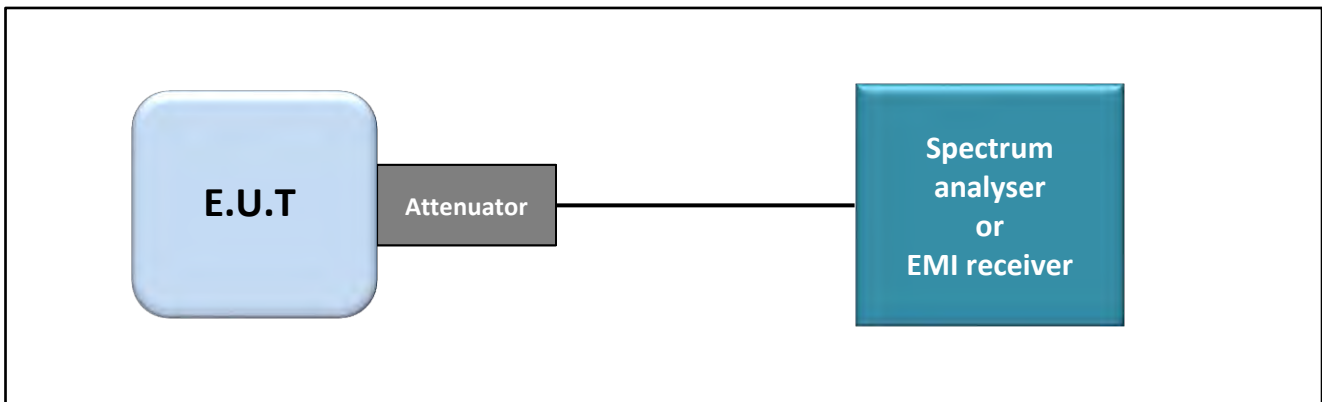 E.U.T
Attenuator
Spectrum
analyser
or
EMI receiver